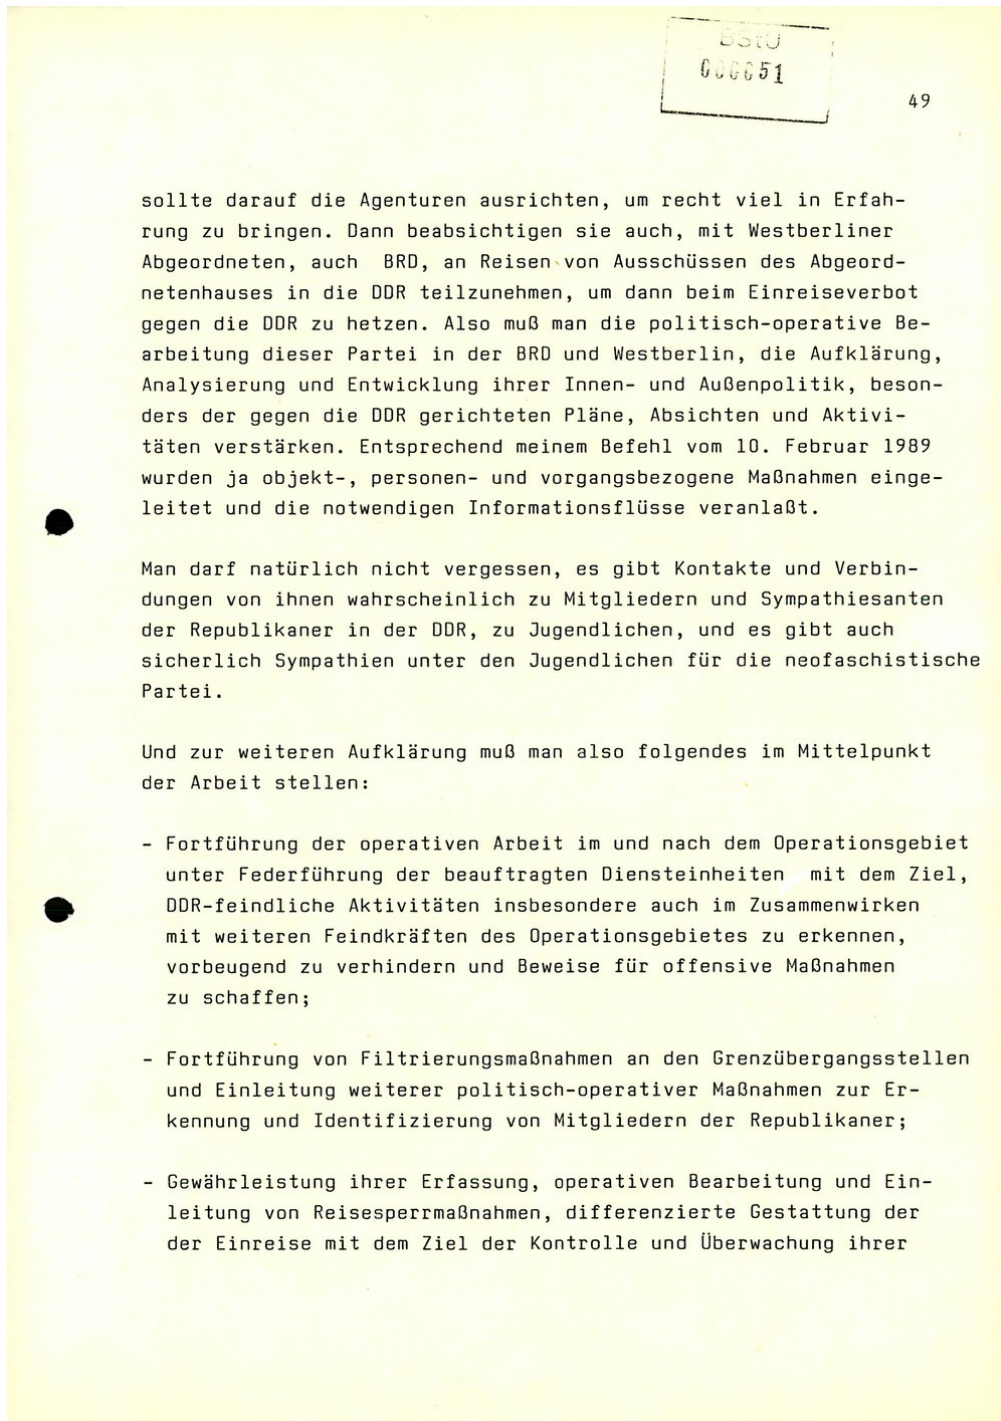 BStU
000051
49
sollte darauf die Agenturen ausrichten, um recht viel in Erfah-
rung zu bringen. Dann beabsichtigen sie auch, mit Westberliner
Abgeordneten, auch BRD, an Reisen von Ausschüssen des Abgeord-
netenhauses in die DDR teilzunehmen, um dann beim Einreiseverbot
gegen die DDR zu hetzen. Also muß man die politisch-operative Be-
arbeitung dieser Partei in der BRD und Westberlin, die Aufklärung,
Analysierung und Entwicklung ihrer Innen- und Außenpolitik, beson-
ders der gegen die DDR gerichteten Pläne, Absichten und Aktivi-
täten verstärken. Entsprechend meinem Befehl vom 10. Februar 1989
wurden ja objekt-, personen- und vorgangsbezogene Maßnahmen einge-
leitet und die notwendigen Informationsflüsse veranlaßt.
Man darf natürlich nicht vergessen, es gibt Kontakte und Verbin-
dungen von ihnen wahrscheinlich zu Mitgliedern und Sympathiesanten
der Republikaner in der DDR, zu Jugendlichen, und es gibt auch
sicherlich Sympathien unter den Jugendlichen für die neofaschistische
Partei.
Und zur weiteren Aufklärung muß man also folgendes im Mittelpunkt
der Arbeit stellen:
- Fortführung der operativen Arbeit im und nach dem Operationsgebiet
unter Federführung der beauftragten Diensteinheiten mit dem Ziel,
DDR-feindliche Aktivitäten insbesondere auch im Zusammenwirken
mit weiteren Feindkräften des Operationsgebietes zu erkennen,
vorbeugend zu verhindern und Beweise für offensive Maßnahmen
zu schaffen;
- Fortführung von Filtrierungsmaßnahmen an den Grenzübergangsstellen
und Einleitung weiterer politisch-operativer Maßnahmen zur Er-
kennung und Identifizierung von Mitgliedern der Republikaner;
- Gewährleistung ihrer Erfassung, operativen Bearbeitung und Ein-
leitung von Reisesperrmaßnahmen, differenzierte Gestattung der
der Einreise mit dem Ziel der Kontrolle und Überwachung ihrer